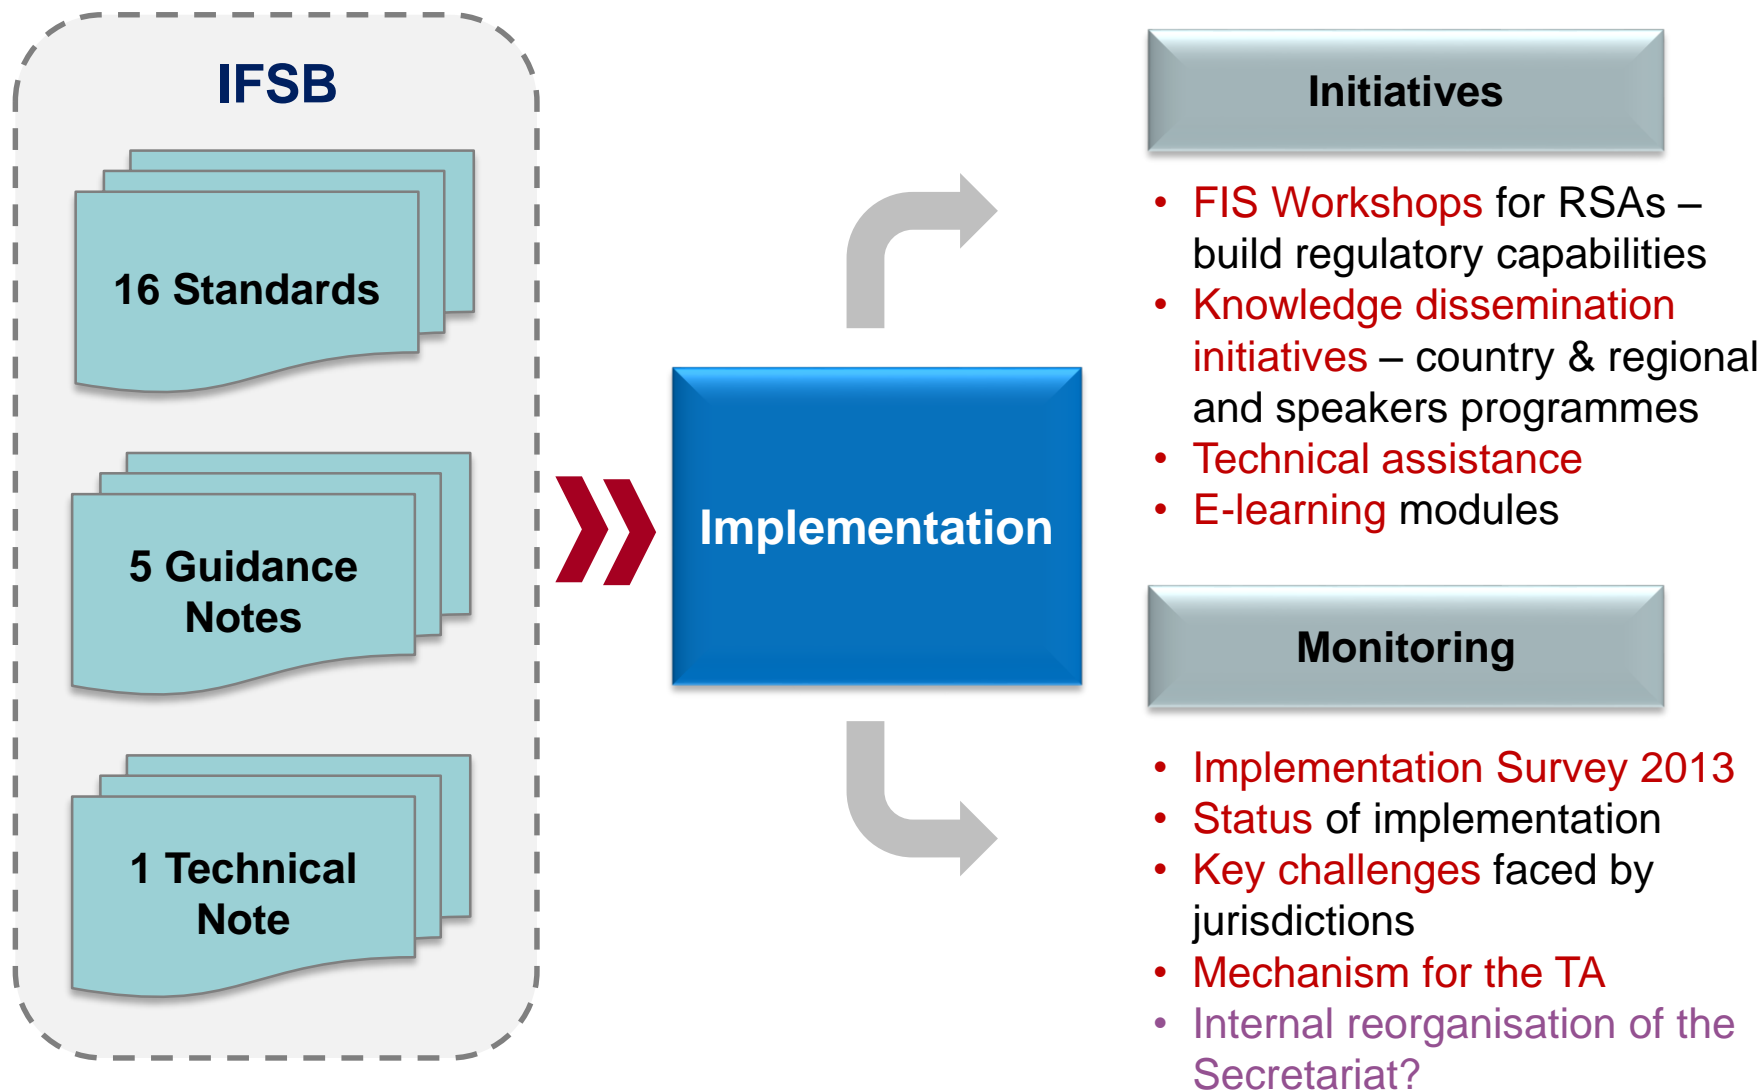 IFSB
16 Standards
5 Guidance
Notes
1 Technical
Note
Implementation
Initiatives
• FIS Workshops for RSAs –
build regulatory capabilities
• Knowledge dissemination
initiatives – country & regional
and speakers programmes
• Technical assistance
• E-learning modules
Monitoring
• Implementation Survey 2013
• Status of implementation
• Key challenges faced by
jurisdictions
• Mechanism for the TA
• Internal reorganisation of the
Secretariat?